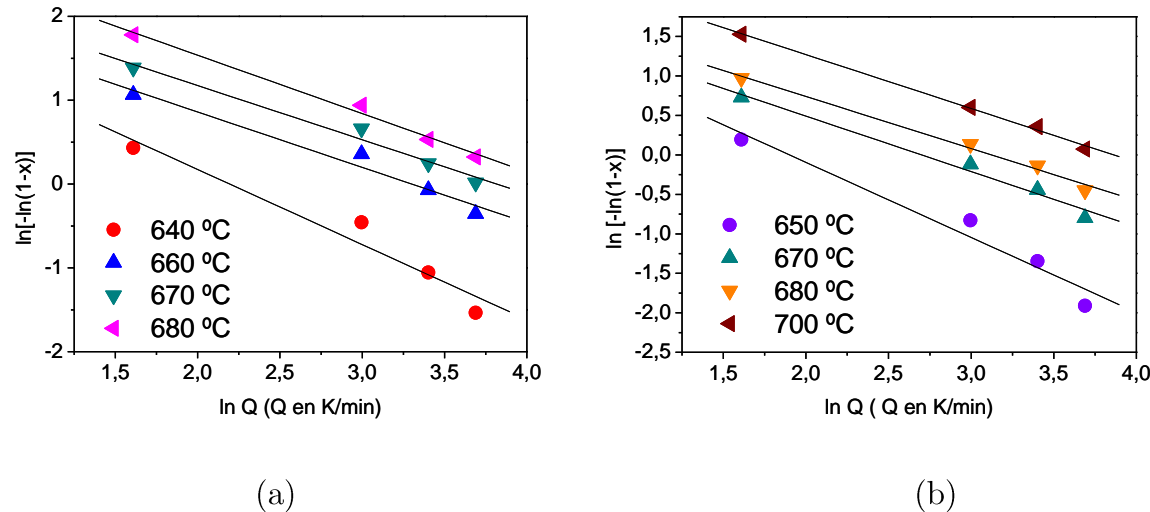 2
1
0
-1
-2
1,5
2,0
2,5
3,0
3,5
4,0
ln[-ln(1-x)]
ln Q (Q en K/min)
640 ºC
660 ºC
670 ºC
680 ºC
(a)
1,5
1,0
0,5
0,0
-0,5
-1,0
-1,5
-2,0
-2,5
1,5
2,0
2,5
3,0
3,5
4,0
ln [-ln(1-x)]
ln Q ( Q en K/min)
650 ºC
670 ºC
680 ºC
700 ºC
(b)